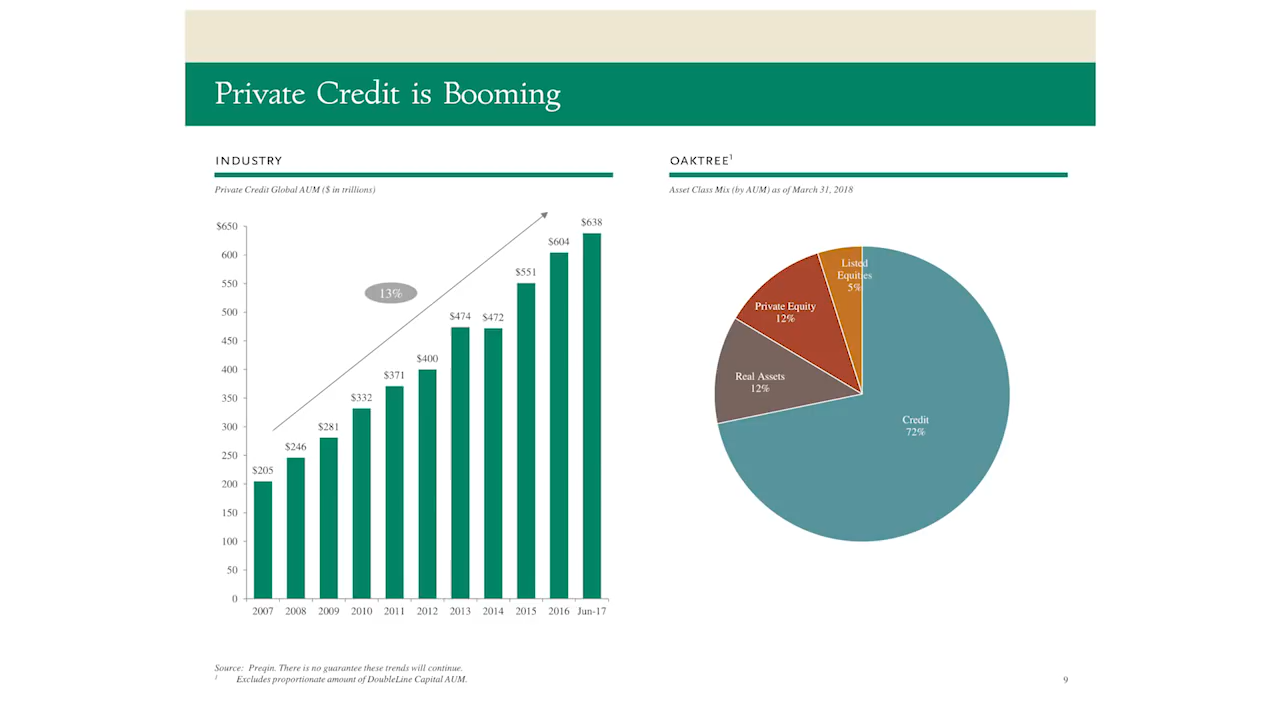 Private Credit is Booming
INDUSTRY
Private Credit Global AUM ($ in trillions)
$650
600
550
500
450
400
350
300
250
200
150
100
50
0
13%
$205
$246
$281
$332
$371
$400
$474
$472
$551
$604
$638
2007 2008 2009 2010 2011 2012 2013 2014 2015 2016 Jun-17
OAKTREE1
Asset Class Mix (by AUM) as of March 31, 2018
Listed
Equities
5%
Private Equity
12%
Real Assets
12%
Credit
72%
Source: Preqin. There is no guarantee these trends will continue.
1 Excludes proportionate amount of DoubleLine Capital AUM.
9